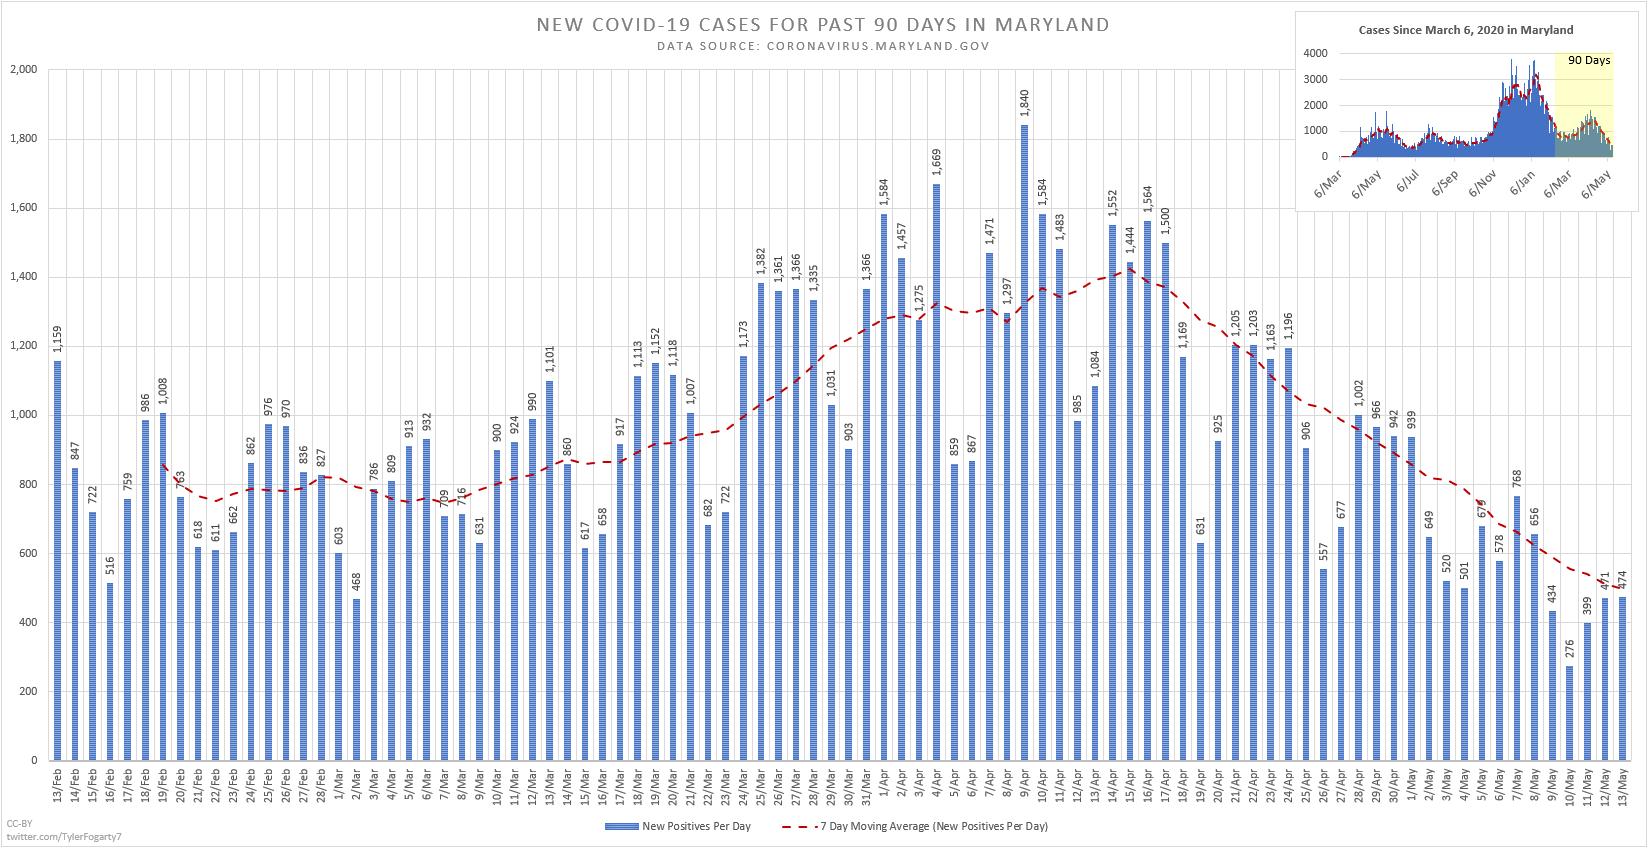 NEW COVID-19 CASES FOR PAST 90 DAYS IN MARYLAND
DATA SOURCE: CORONAVIRUS.MARYLAND.GOV
Cases Since March 6, 2020 in Maryland
90 Days
4000
3000
2000
1000
0
6/Mar 6/May 6/Jul 6/Sep 6/Nov 6/Jan 6/Mar 6/May
2,000
1,800
1,600
1,400
1,200
1,000
800
600
400
200
0
1,159 847 722 516 759 986 1,008 763 618 611 662 862 976 970 836 827 603 468 786 809 913 932 709 716 631 900 924 990 1,101 860 617 658 917 1,113 1,152 1,118 1,007 682 722 1,173 1,382 1,361 1,366 1,335 1,031 903 1,366 1,584 1,457 1,275 1,669 859 867 1,471 1,297 1,840 1,584 1,483 985 1,084 1,552 1,444 1,564 1,500 1,169 631 925 1,205 1,203 1,163 1,196 906 557 677 1,002 966 942 939 649 520 501 679 578 768 656 434 276 399 471 474
13/Feb 14/Feb 15/Feb 16/Feb 17/Feb 18/Feb 19/Feb 20/Feb 21/Feb 22/Feb 23/Feb 24/Feb 25/Feb 26/Feb 27/Feb 28/Feb 1/Mar 2/Mar 3/Mar 4/Mar 5/Mar 6/Mar 7/Mar 8/Mar 9/Mar 10/Mar 11/Mar 12/Mar 13/Mar 14/Mar 15/Mar 16/Mar 17/Mar 18/Mar 19/Mar 20/Mar 21/Mar 22/Mar 23/Mar 24/Mar 25/Mar 26/Mar 27/Mar 28/Mar 29/Mar 30/Mar 31/Mar 1/Apr 2/Apr 3/Apr 4/Apr 5/Apr 6/Apr 7/Apr 8/Apr 9/Apr 10/Apr 11/Apr 12/Apr 13/Apr 14/Apr 15/Apr 16/Apr 17/Apr 18/Apr 19/Apr 20/Apr 21/Apr 22/Apr 23/Apr 24/Apr 25/Apr 26/Apr 27/Apr 28/Apr 29/Apr 30/Apr 1/May 2/May 3/May 4/May 5/May 6/May 7/May 8/May 9/May 10/May 11/May 12/May 13/May
CC-BY
twitter.com/TylerFogarty7
New Positives Per Day
7 Day Moving Average (New Positives Per Day)